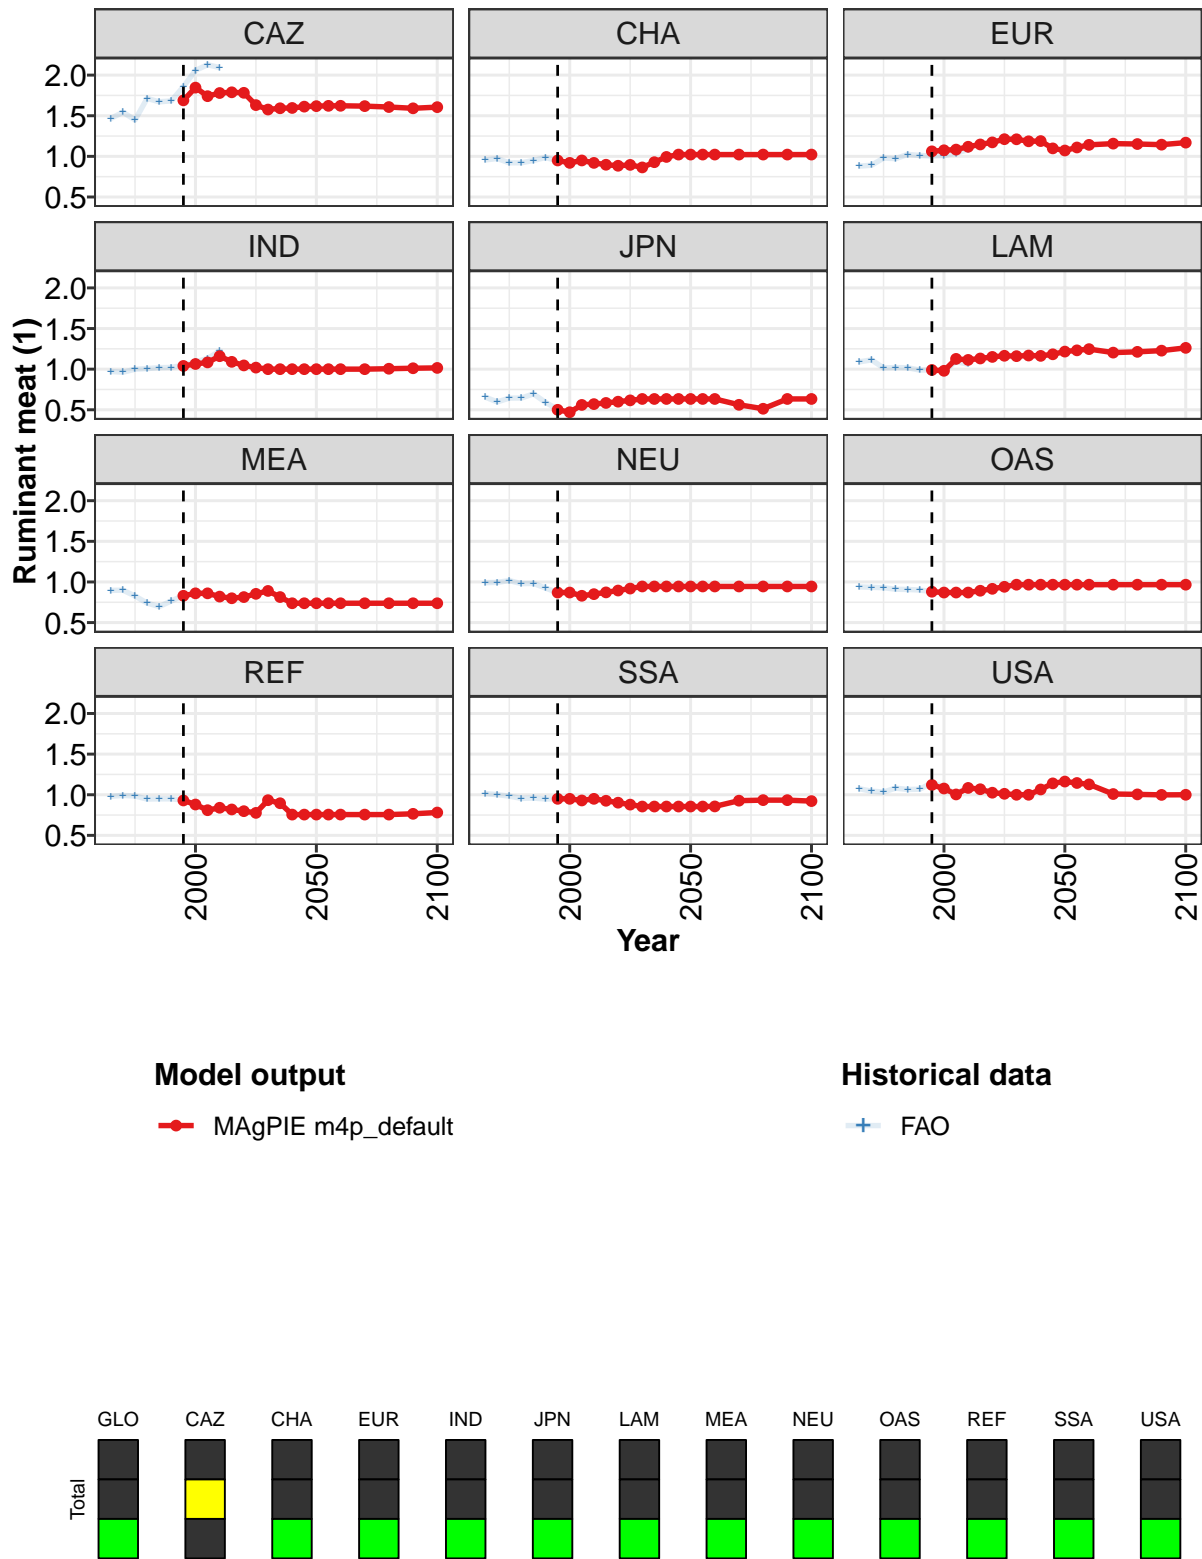 CAZ CHA EUR
2.0
1.5
1.0
0.5
IND JPN LAM
2.0
1.5
1.0
0.5
MEA NEU OAS
2.0
1.5
1.0
0.5
REF SSA USA
2.0
1.5
1.0
0.5
Ruminant meat (1)
2000 2050 2100 2000 2050 2100 2000 2050 2100
Year
Model output Historical data
MAgPIE m4p_default FAO
GLO CAZ CHA EUR IND JPN LAM MEA NEU OAS REF SSA USA
Total